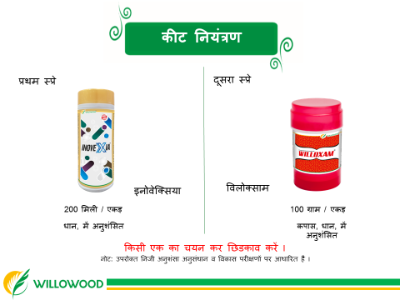 कीट नियंत्रण
प्रथम स्प्रे
दूसरा स्प्रे
WILLOXAM
इनोवेक्सिया
विलोक्साम
200 मिली / एकड़
100 ग्राम / एकड़
धान, में अनुशंसित
कपास, धान, में
अनुशंसित
किसी एक का चयन कर छिडकाव करें ।
नोट: उपरोक्त निजी अनुशंसा अनुसंधान व विकास परीक्षणों पर आधारित है ।
WILLOWOOD